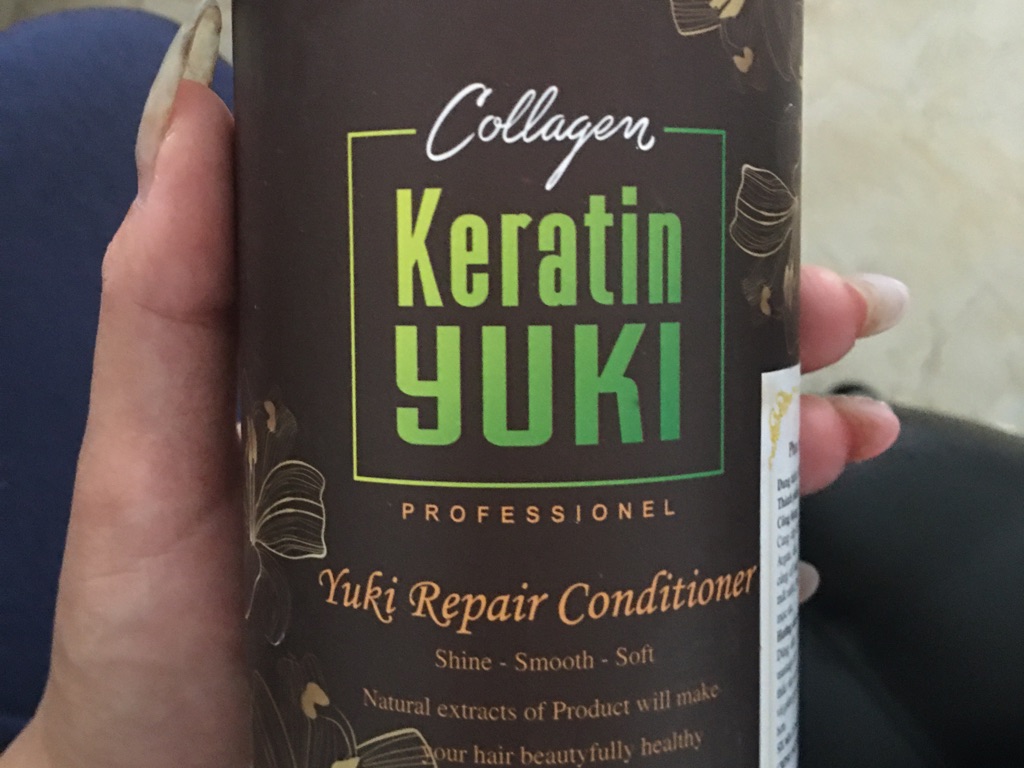 Collagen
Keratin
YUKI
PROFESSIONEL
Yuki Repair Conditioner
Shine - Smooth - Soft
Natural extracts of Product will make
your hair beautyfully healthy